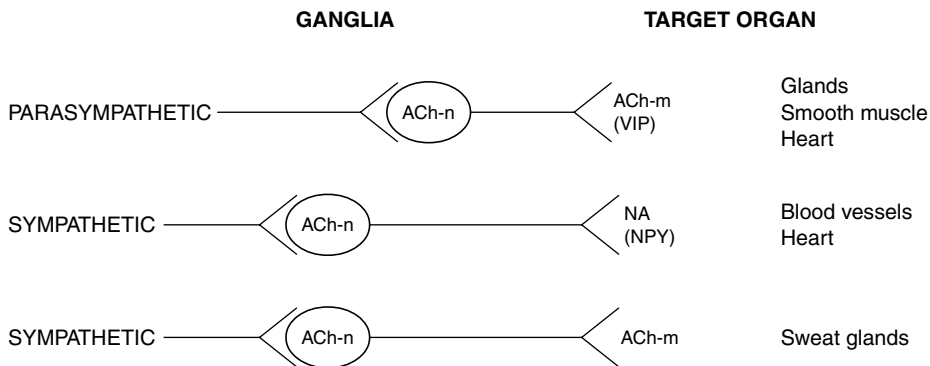 GANGLIA TARGET ORGAN
PARASYMPATHETIC ACh-n ACh-m
(VIP)
Glands
Smooth muscle
Heart
SYMPATHETIC ACh-n NA
(NPY)
Blood vessels
Heart
SYMPATHETIC ACh-n ACh-m Sweat glands